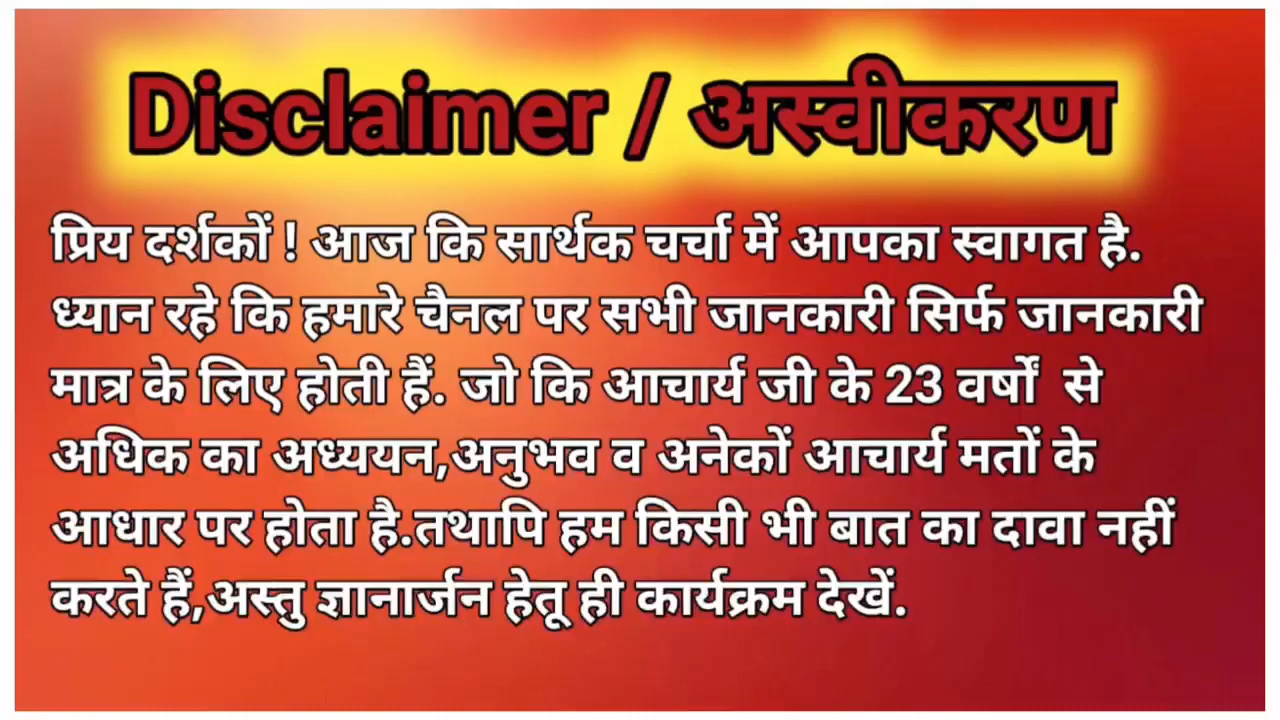 Disclaimer / अस्वीकरण
प्रिय दर्शकों ! आज कि सार्थक चर्चा में आपका स्वागत है.
ध्यान रहे कि हमारे चैनल पर सभी जानकारी सिर्फ जानकारी
मात्र के लिए होती हैं. जो कि आचार्य जी के 23 वर्षों से
अधिक का अध्ययन,अनुभव व अनेकों आचार्य मतों के
आधार पर होता है.तथापि हम किसी भी बात का दावा नहीं
करते हैं,अस्तु ज्ञानार्जन हेतू ही कार्यक्रम देखें.